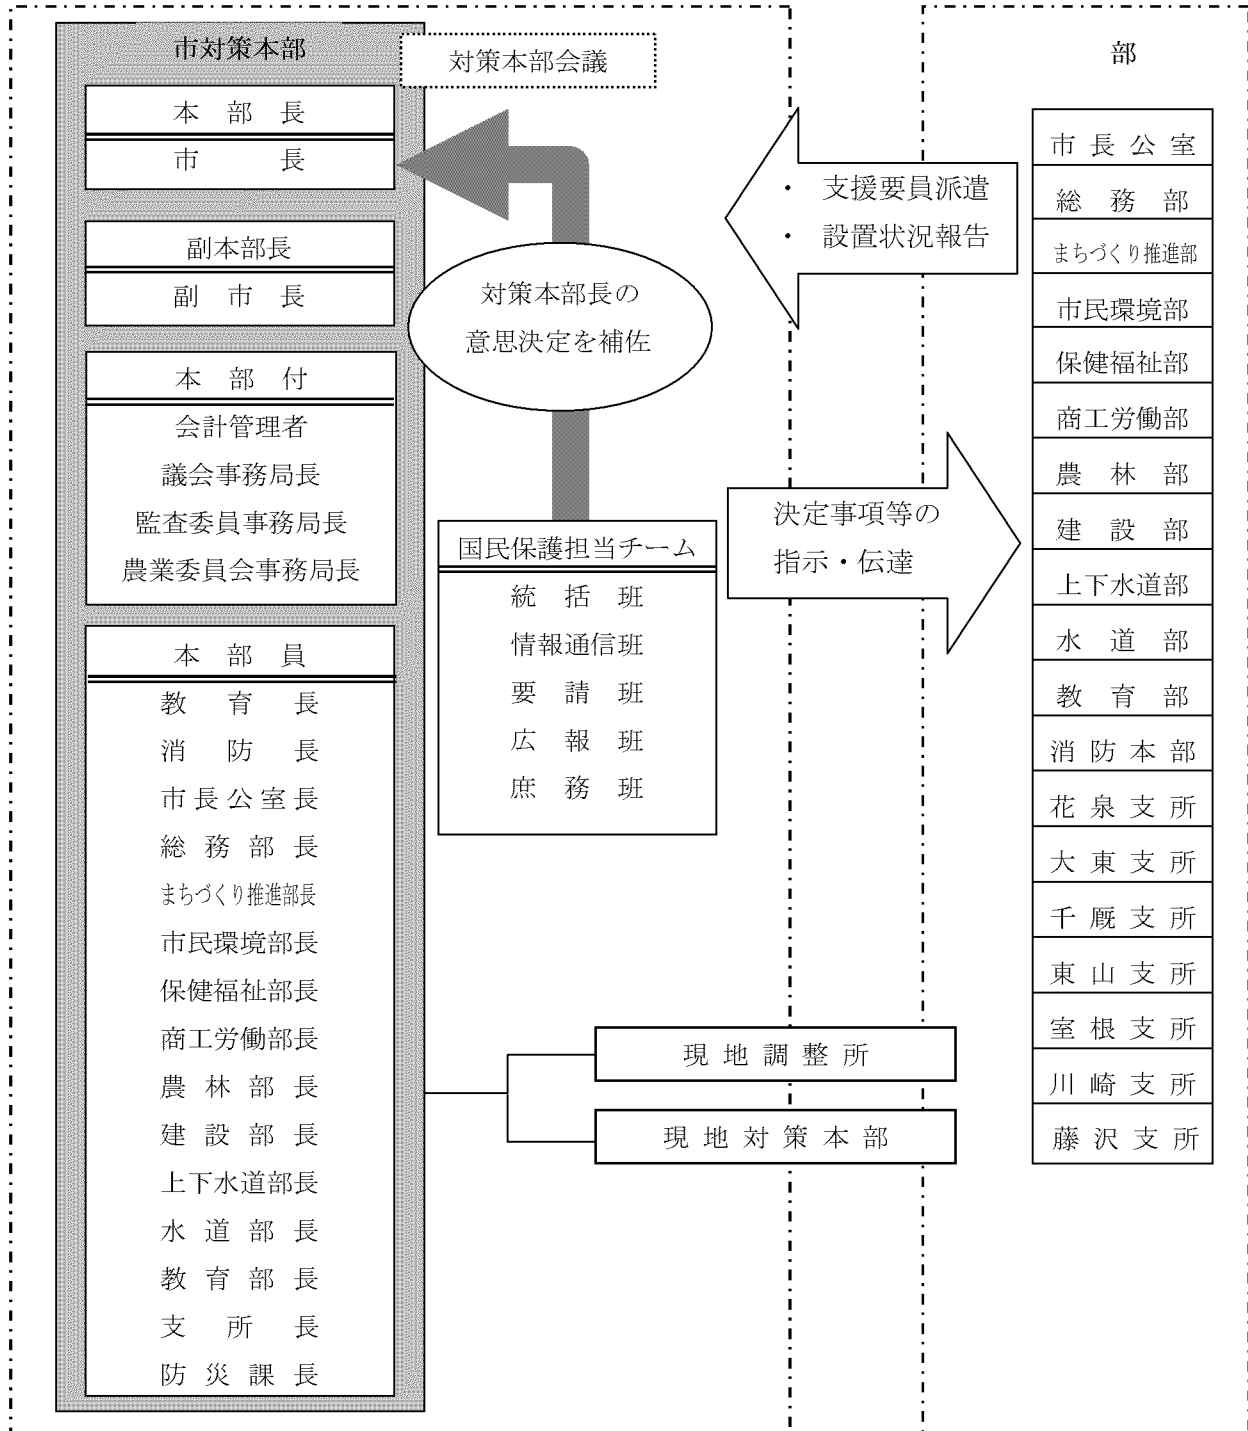 市対策本部
対策本部会議
本部長
市長
副本部長
副市長
本部付
会計管理者
議会事務局長
監査委員事務局長
農業委員会事務局長
本部員
教育長
消防長
市長公室長
総務部長
まちづくり推進部長
市民環境部長
保健福祉部長
商工労働部長
農林部長
建設部長
上下水道部長
水道部長
教育部長
支所長
防災課長
対策本部長の
意思決定を補佐
国民保護担当チーム
統括班
情報通信班
要請班
広報班
庶務班
・ 支援要員派遣
・ 設置状況報告
決定事項等の
指示・伝達
現地調整所
現地対策本部
部
市長公室
総務部
まちづくり推進部
市民環境部
保健福祉部
商工労働部
農林部
建設部
上下水道部
水道部
教育部
消防本部
花泉支所
大東支所
千厩支所
東山支所
室根支所
川崎支所
藤沢支所